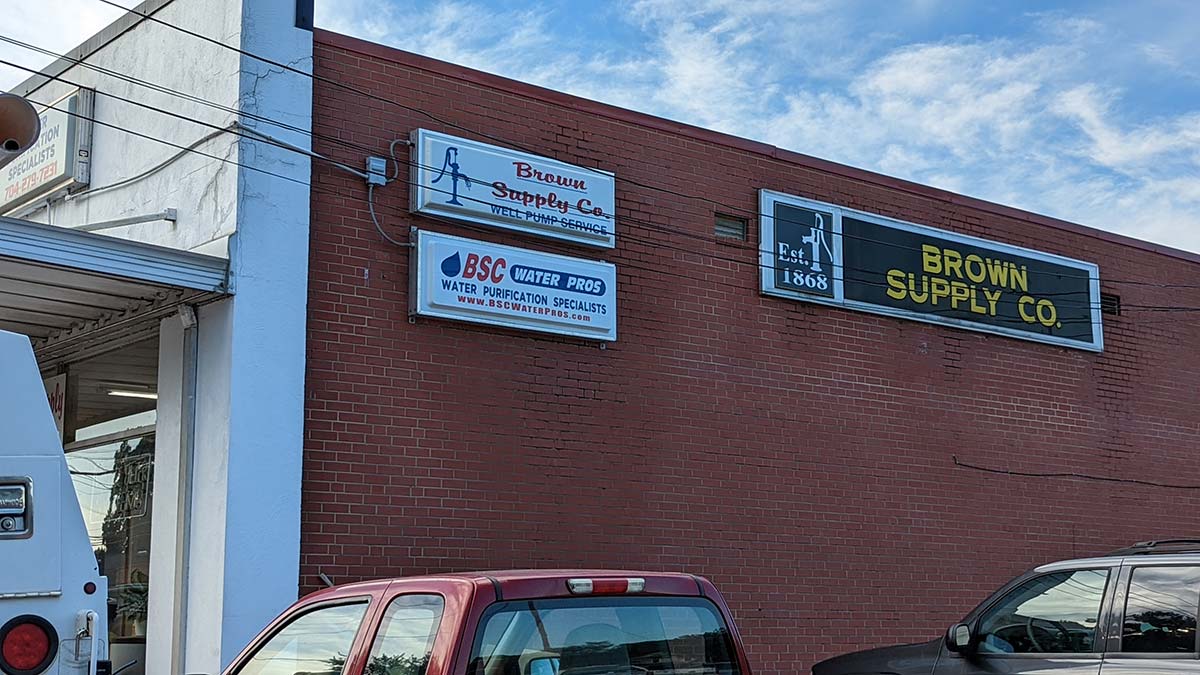 SPECIALISTS
704-279-7231
Brown
Supply Co.
WELL PUMP SERVICE
BSC WATER PROS
WATER PURIFICATION SPECIALISTS
www.BSCWaterPros.com
Est.
1868
BROWN
SUPPLY CO.